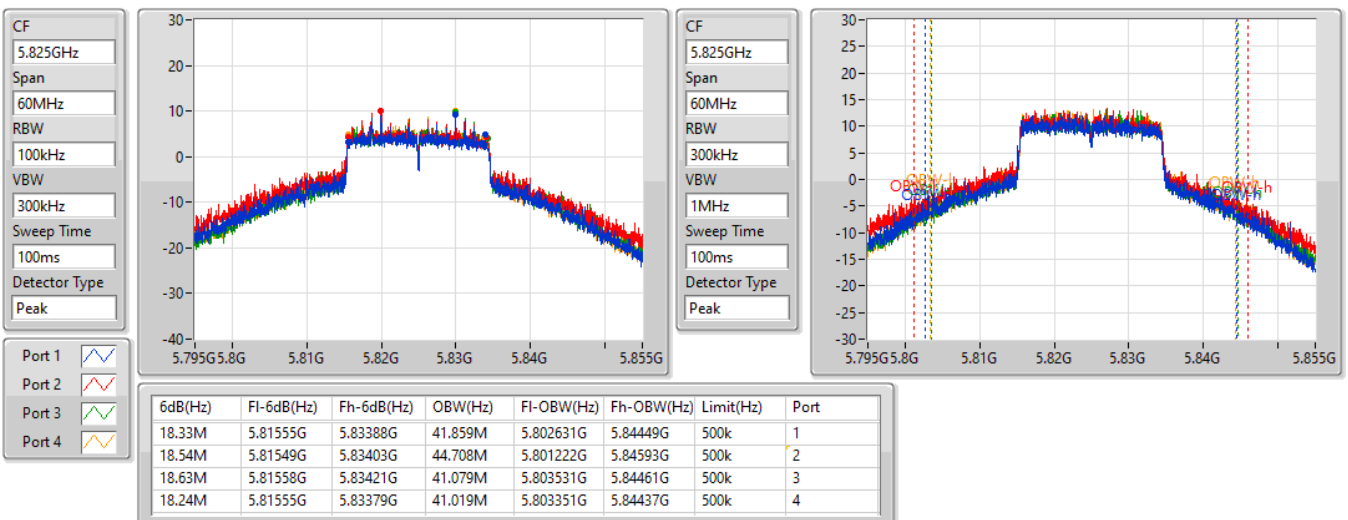 CF
5.825GHz
Span
60MHz
RBW
100kHz
VBW
300kHz
Sweep Time
100ms
Detector Type
Peak
30
20
10
0
-10
-20
-30
-40
5.795G 5.8G 5.81G 5.82G 5.83G 5.84G 5.855G
CF
5.825GHz
Span
60MHz
RBW
300kHz
VBW
1MHz
Sweep Time
100ms
Detector Type
Peak
30
25
20
15
10
5
0
-5
-10
-15
-20
-25
-30
OBW-h
5.795G 5.8G 5.81G 5.82G 5.83G 5.84G 5.855G
Port 1
Port 2
Port 3
Port 4
6dB(Hz) Fl-6dB(Hz) Fh-6dB(Hz) OBW(Hz) Fl-OBW(Hz) Fh-OBW(Hz) Limit(Hz) Port
18.33M 5.81555G 5.83388G 41.859M 5.802631G 5.84449G 500k 1
18.54M 5.81549G 5.83403G 44.708M 5.801222G 5.84593G 500k 2
18.63M 5.81558G 5.83421G 41.079M 5.803531G 5.84461G 500k 3
18.24M 5.81555G 5.83379G 41.019M 5.803351G 5.84437G 500k 4